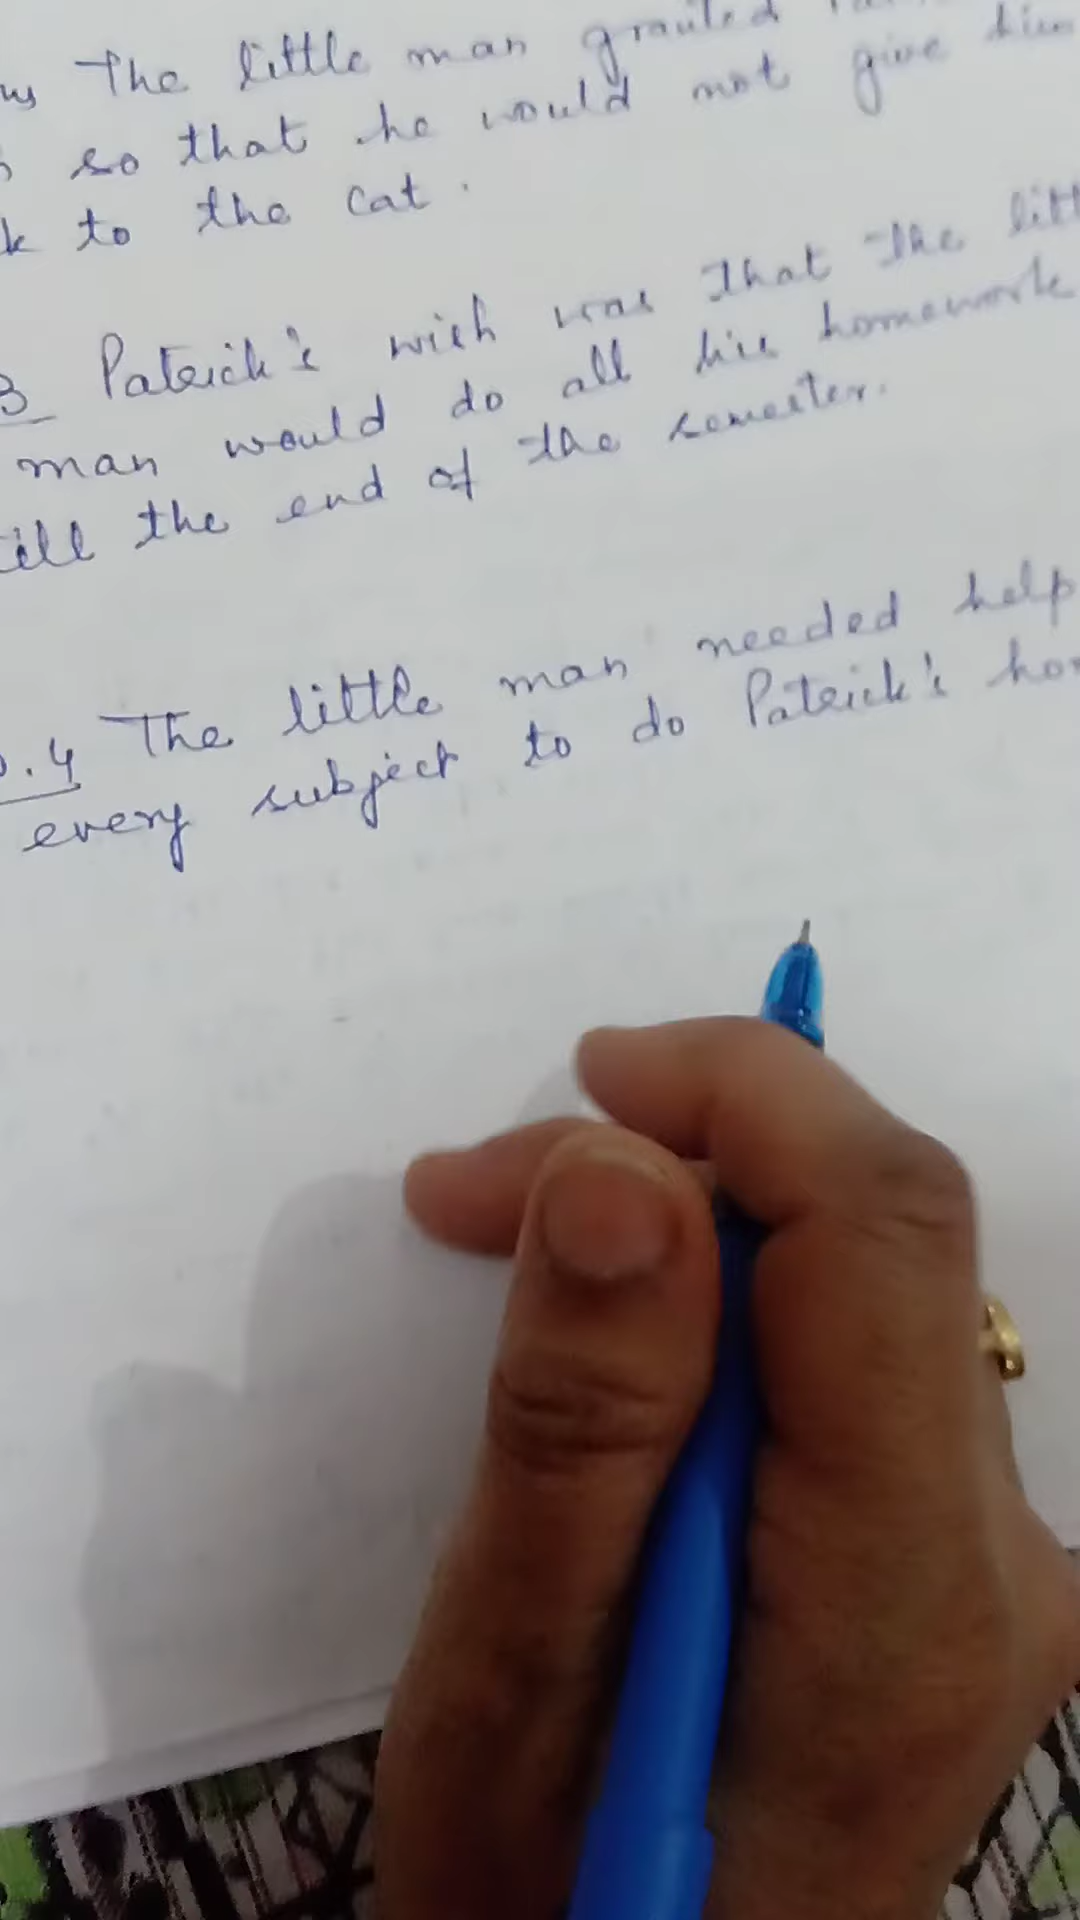 The little man granted
so that he would not give him
to the cat.
3 Patrick's wish was that the
man would do all his homework
till the end of the semester.
.4 The little man needed help
every subject to do Patrick's